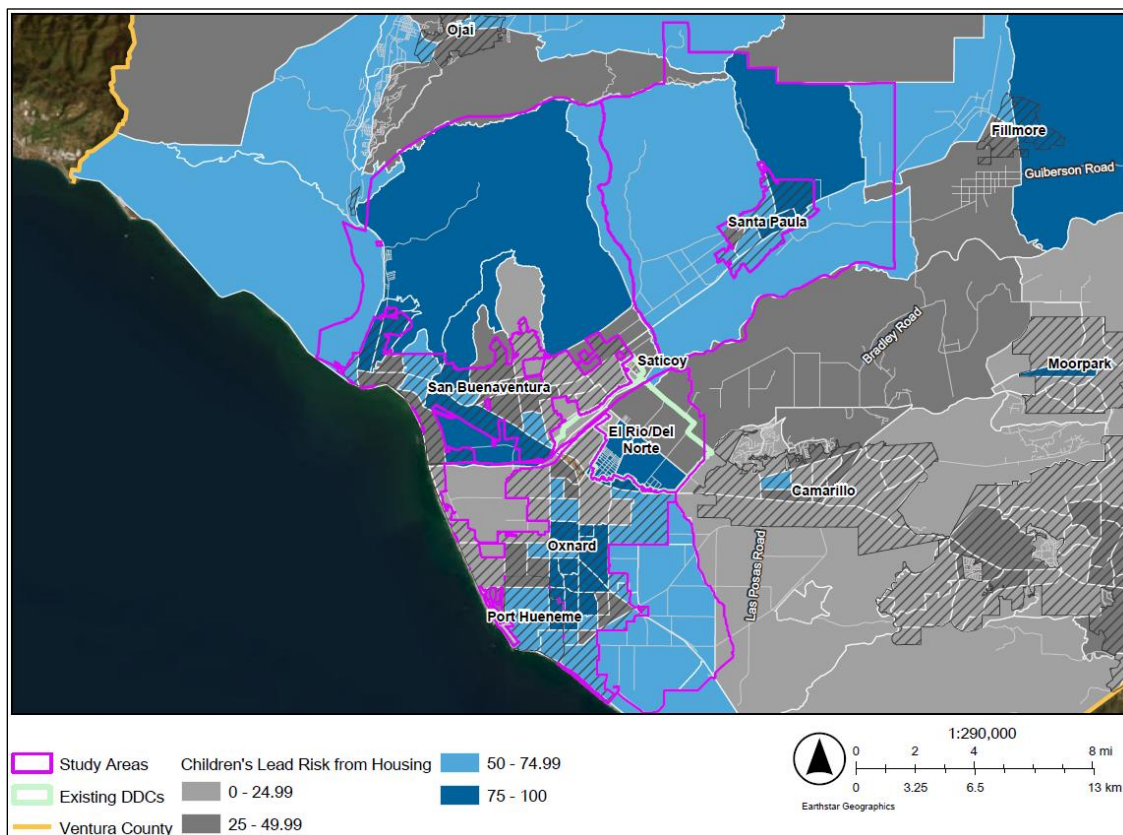 Ojai
Fillmore
Guiberson Road
Santa Paula
Bradley Road
Saticoy
Moorpark
San Buenaventura
El Rio/Del
Norte
Camarillo
Oxnard
Las Posas Road
Port Hueneme
Study Areas
Existing DDCs
Ventura County
Children's Lead Risk from Housing
0 - 24.99
25 - 49.99
50 - 74.99
75 - 100
1:290,000
0 2 4 8 mi
0 3.25 6.5 13 km
Earthstar Geographics